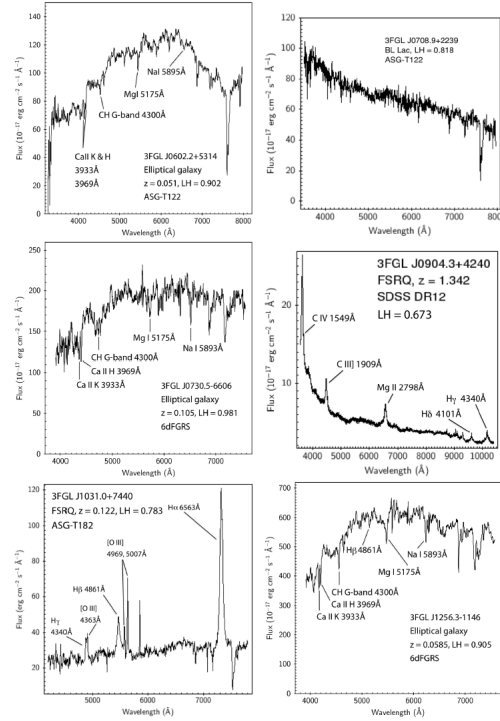 Flux (10⁻¹⁷ erg cm⁻² s⁻¹ Å⁻¹)
140
120
100
80
60
40
20
0
NaI 5895Å
MgI 5175Å
CH G-band 4300Å
CaII K & H
3933Å
3969Å
3FGL J0602.2+5314
Elliptical galaxy
z = 0.051, LH = 0.902
ASG-T122
4000 5000 6000 7000 8000
Wavelength (Å)
Flux (10⁻¹⁷ erg cm⁻² s⁻¹ Å⁻¹)
100
80
60
40
20
0
3FGL J0708.9+2239
BL Lac, LH = 0.818
ASG-T122
4000 5000 6000 7000 8000
Wavelength (Å)
Flux (10⁻¹⁷ erg cm⁻² s⁻¹ Å⁻¹)
250
200
150
100
50
0
Mg I 5175Å
Na I 5893Å
CH G-band 4300Å
Ca II H 3969Å
Ca II K 3933Å
3FGL J0730.5-6606
Elliptical galaxy
z = 0.105, LH = 0.981
6dFGRS
4000 5000 6000 7000
Wavelength (Å)
Flux (10⁻¹⁷ erg cm⁻² s⁻¹ Å⁻¹)
20
10
5
3FGL J0904.3+4240
FSRQ, z = 1.342
SDSS DR12
LH = 0.673
C IV 1549Å
C III] 1909Å
Mg II 2798Å
Hγ 4340Å
Hδ 4101Å
4000 5000 6000 7000 8000 9000 10 000
Wavelength (Å)
Flux (10⁻¹⁷ erg cm⁻² s⁻¹ Å⁻¹)
120
100
80
60
40
20
3FGL J1031.0+7440
FSRQ, z = 0.122, LH = 0.783
ASG-T182
Hα 6563Å
[O III]
4969, 5007Å
Hβ 4861Å
[O III]
4363Å
Hγ
4340Å
5000 6000 7000
Wavelength (Å)
Flux (10⁻¹⁷ erg cm⁻² s⁻¹ Å⁻¹)
700
600
500
400
300
200
100
0
Hβ 4861Å
Na I 5893Å
Mg I 5175Å
CH G-band 4300Å
Ca II H 3969Å
Ca II K 3933Å
3FGL J1256.3-1146
Elliptical galaxy
z = 0.0585, LH = 0.905
6dFGRS
4000 5000 6000 7000
Wavelength (Å)